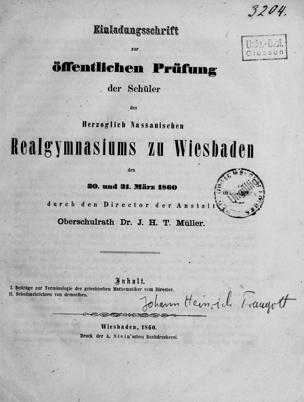 3204.
Einladungsschrift
zur
öffentlichen Prüfung
der Schüler
des
Herzoglich Nassauischen
Realgymnasiums zu Wiesbaden
den
30. und 31. März 1860
durch den Director der Anstalt
Oberschulrath Dr. J. H. T. Müller.
Inhalt.
I. Beiträge zur Terminologie der griechischen Mathematiker vom Director.
II. Schulnachrichten von demselben.
Johann Heinrich Traugott
Wiesbaden, 1860.
Druck der A. Stein'schen Buchdruckerei.